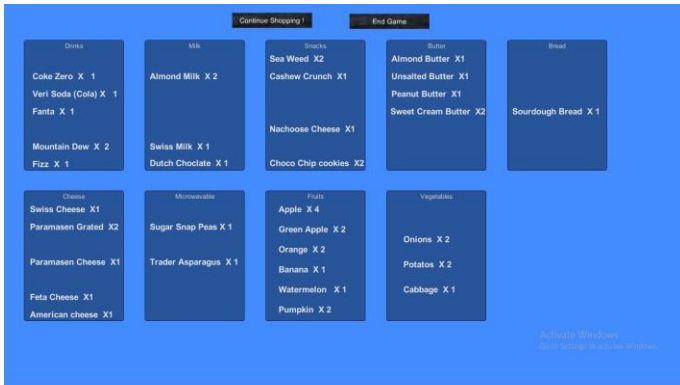 Continue Shopping !
End Game
Drinks
Coke Zero X 1
Veri Soda (Cola) X 1
Fanta X 1
Mountain Dew X 2
Fizz X 1
Milk
Almond Milk X 2
Swiss Milk X 1
Dutch Choclate X 1
Snacks
Sea Weed X2
Cashew Crunch X1
Nachoose Cheese X1
Choco Chip cookies X2
Butter
Almond Butter X1
Unsalted Butter X1
Peanut Butter X1
Sweet Cream Butter X2
Bread
Sourdough Bread X 1
Cheese
Swiss Cheese X1
Paramasen Grated X2
Paramasen Cheese X1
Feta Cheese X1
American cheese X1
Microwavable
Sugar Snap Peas X 1
Trader Asparagus X 1
Fruits
Apple X 4
Green Apple X 2
Orange X 2
Banana X 1
Watermelon X 1
Pumpkin X 2
Vegetables
Onions X 2
Potatos X 2
Cabbage X 1
Activate Windows
Go to Settings to activate Windows.